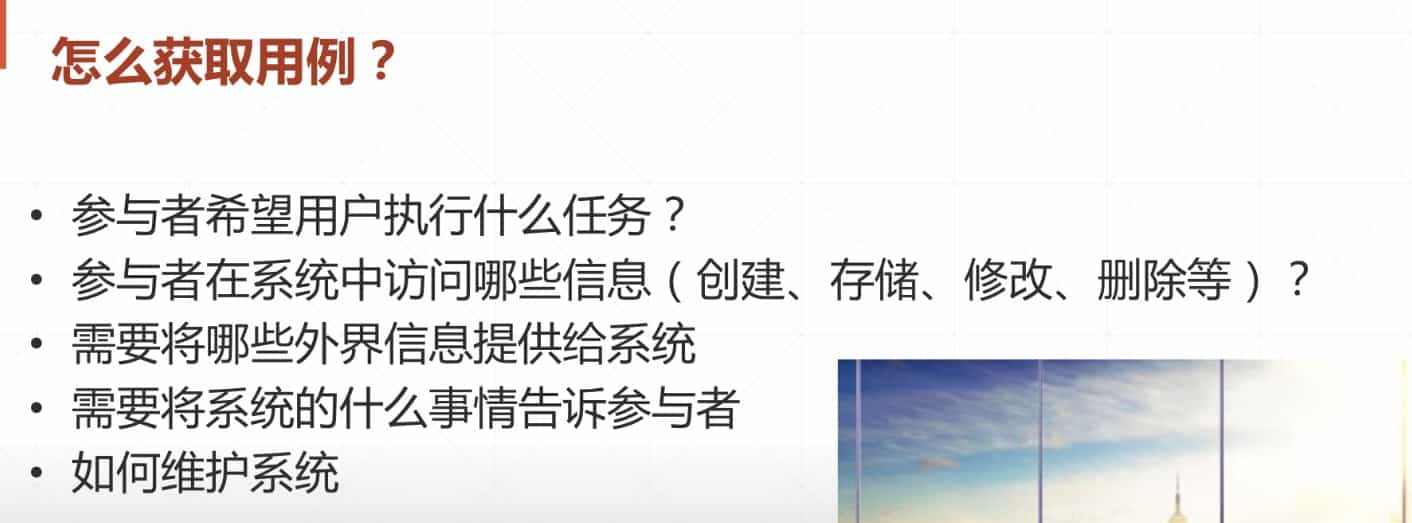 怎么获取用例？
• 参与者希望用户执行什么任务？
• 参与者在系统中访问哪些信息（创建、存储、修改、删除等）？
• 需要将哪些外界信息提供给系统
• 需要将系统的什么事情告诉参与者
• 如何维护系统